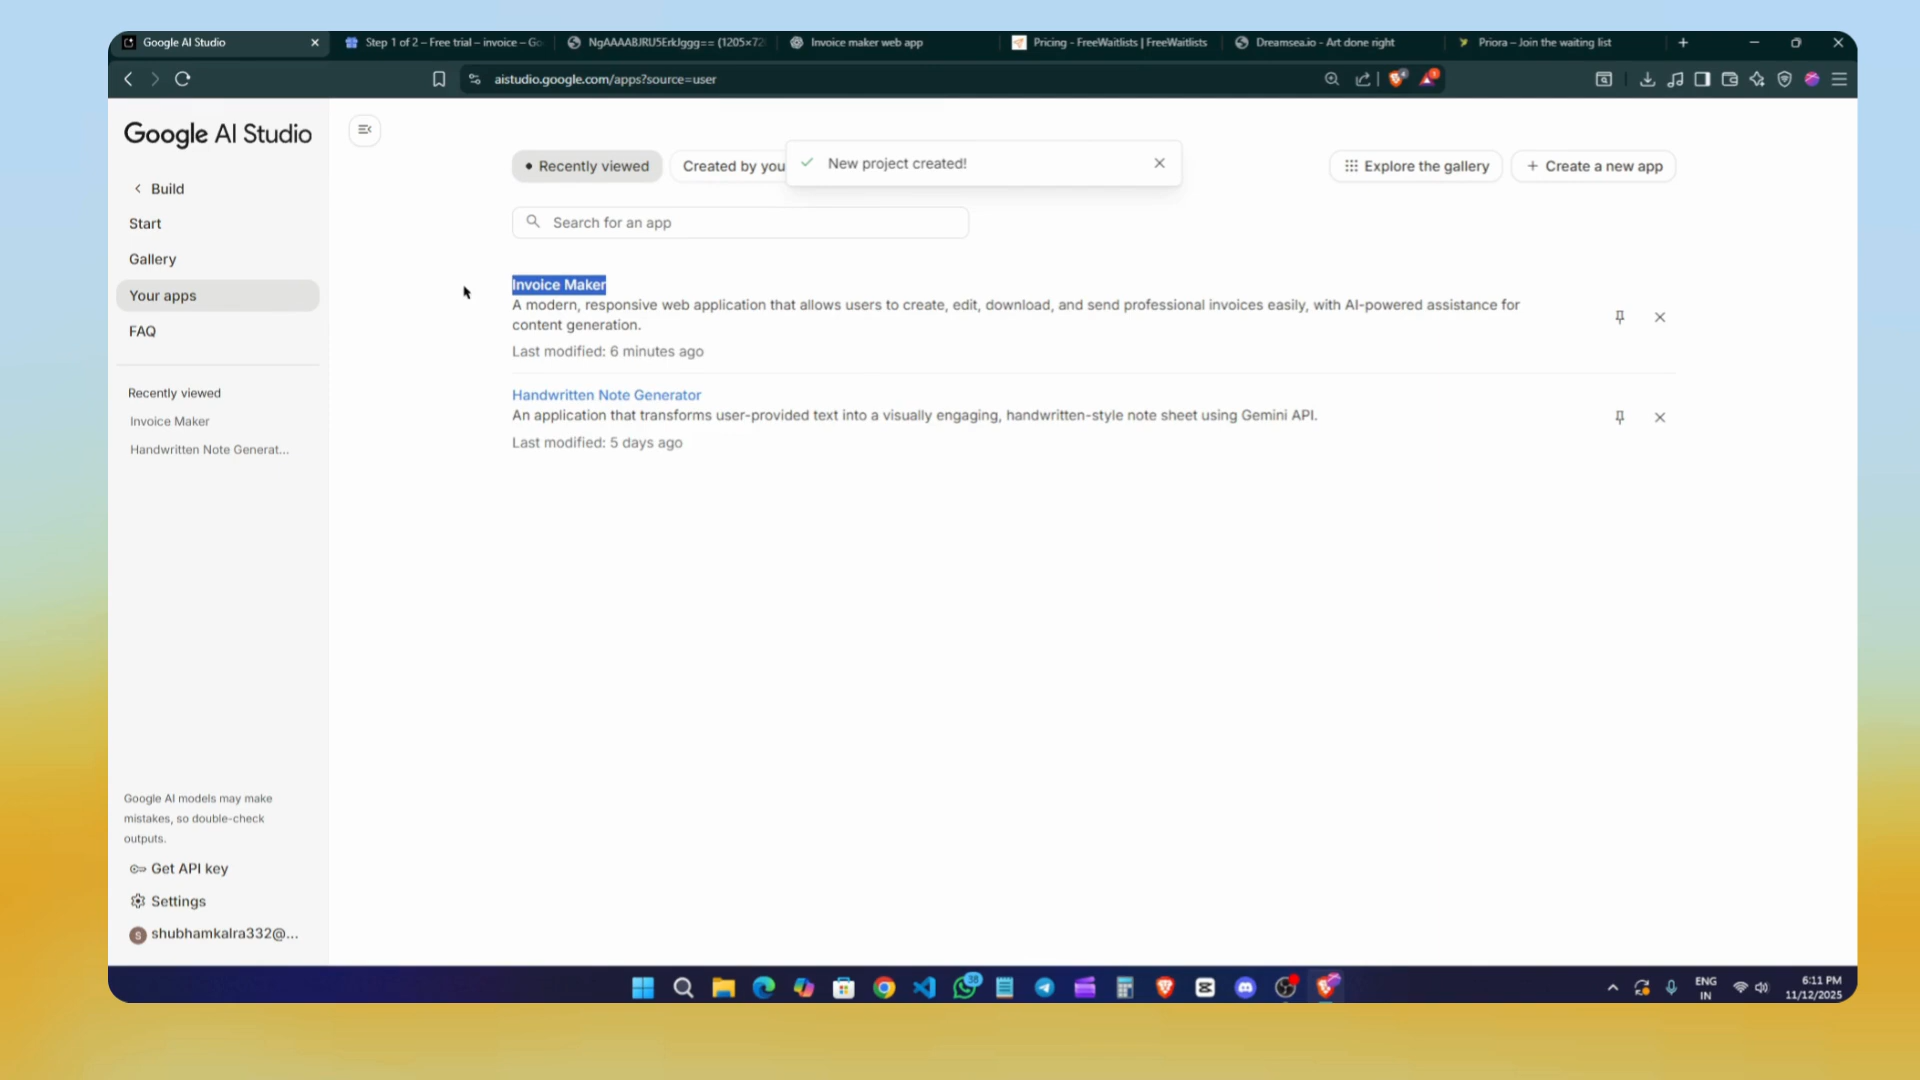 Google AI Studio
Step 1 of 2 – Free trial – invoice – Go
NgAAAABJRU5ErkJggg== (1205×72
Invoice maker web app
Pricing - FreeWaitlists | FreeWaitlists
Dreamsea.io - Art done right
Priora – Join the waiting list
aistudio.google.com/apps?source=user
Google AI Studio
Build
Start
Gallery
Your apps
FAQ
Recently viewed
Invoice Maker
Handwritten Note Generat...
Google AI models may make
mistakes, so double-check
outputs.
Get API key
Settings
S
shubhamkalra332@...
Recently viewed
Created by you
New project created!
Explore the gallery
+ Create a new app
Search for an app
Invoice Maker
A modern, responsive web application that allows users to create, edit, download, and send professional invoices easily, with AI-powered assistance for
content generation.
Last modified: 6 minutes ago
Handwritten Note Generator
An application that transforms user-provided text into a visually engaging, handwritten-style note sheet using Gemini API.
Last modified: 5 days ago
38
ENG
IN
6:11 PM
11/12/2025